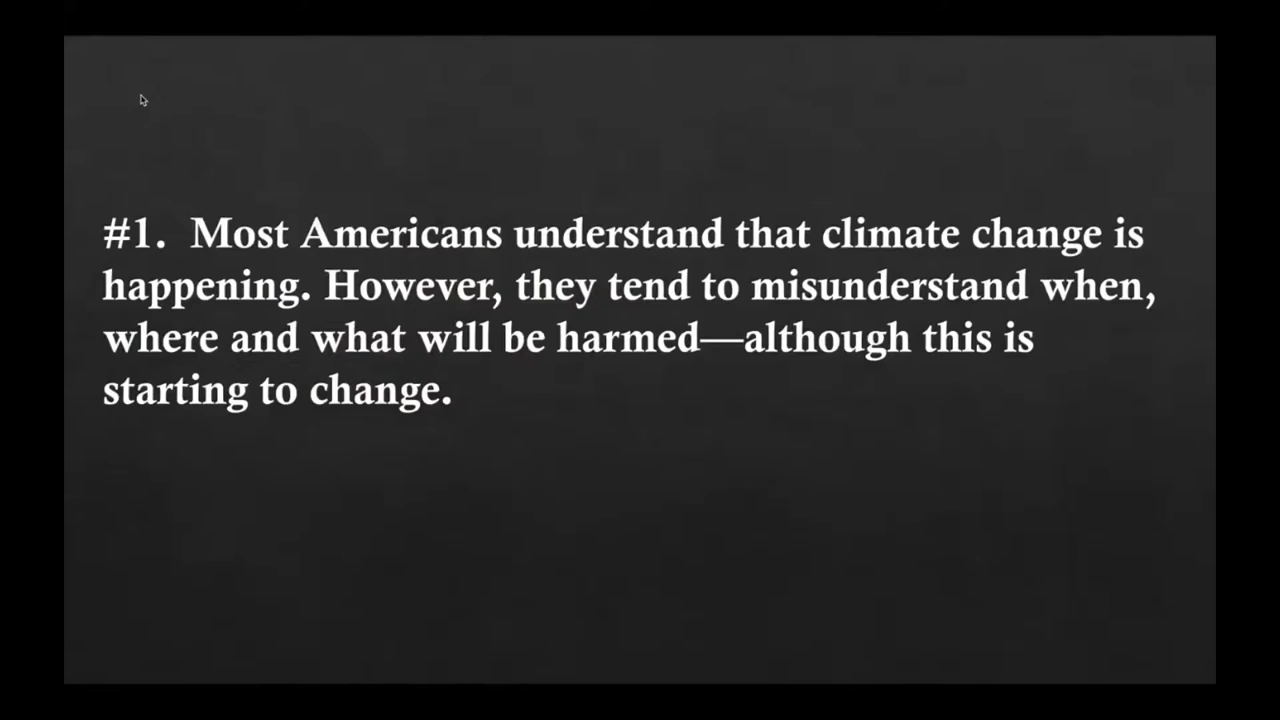 #1. Most Americans understand that climate change is
happening. However, they tend to misunderstand when,
where and what will be harmed—although this is
starting to change.